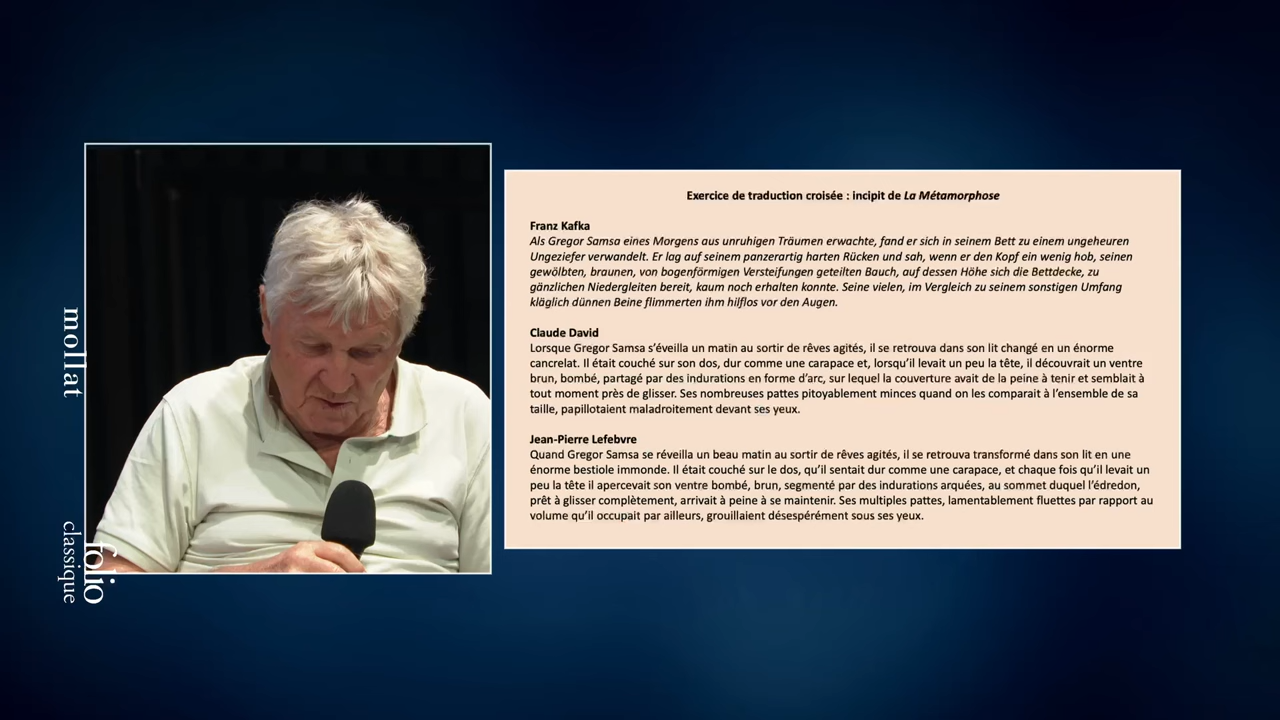 mollat
folio
classique
Exercice de traduction croisée : incipit de La Métamorphose
Franz Kafka
Als Gregor Samsa eines Morgens aus unruhigen Träumen erwachte, fand er sich in seinem Bett zu einem ungeheuren
Ungeziefer verwandelt. Er lag auf seinem panzerartig harten Rücken und sah, wenn er den Kopf ein wenig hob, seinen
gewölbten, braunen, von bogenförmigen Versteifungen geteilten Bauch, auf dessen Höhe sich die Bettdecke, zu
gänzlichen Niedergleiten bereit, kaum noch erhalten konnte. Seine vielen, im Vergleich zu seinem sonstigen Umfang
kläglich dünnen Beine flimmerten ihm hilflos vor den Augen.
Claude David
Lorsque Gregor Samsa s'éveilla un matin au sortir de rêves agités, il se retrouva dans son lit changé en un énorme
cancrelat. Il était couché sur son dos, dur comme une carapace et, lorsqu'il levait un peu la tête, il découvrait un ventre
brun, bombé, partagé par des indurations en forme d'arc, sur lequel la couverture avait de la peine à tenir et semblait à
tout moment près de glisser. Ses nombreuses pattes pitoyablement minces quand on les comparait à l'ensemble de sa
taille, papillotaient maladroitement devant ses yeux.
Jean-Pierre Lefebvre
Quand Gregor Samsa se réveilla un beau matin au sortir de rêves agités, il se retrouva transformé dans son lit en une
énorme bestiole immonde. Il était couché sur le dos, qu'il sentait dur comme une carapace, et chaque fois qu'il levait un
peu la tête il apercevait son ventre bombé, brun, segmenté par des indurations arquées, au sommet duquel l'édredon,
prêt à glisser complètement, arrivait à peine à se maintenir. Ses multiples pattes, lamentablement fluettes par rapport au
volume qu'il occupait par ailleurs, grouillaient désespérément sous ses yeux.